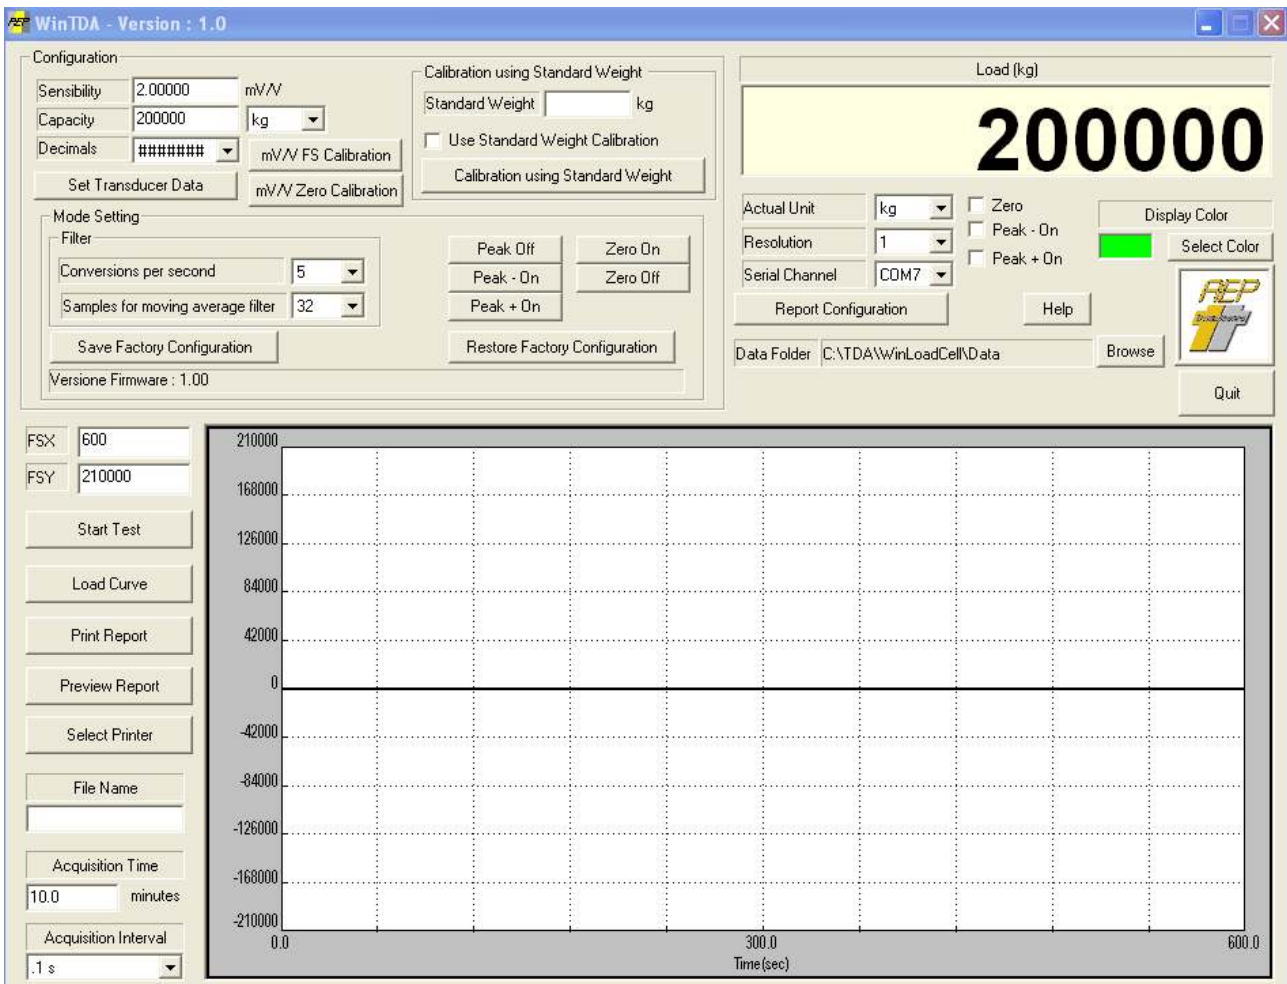 WinTDA - Version : 1.0
Configuration
Sensibility 2.00000 mV/V
Capacity 200000 kg
Decimals #######
mV/V FS Calibration
Set Transducer Data
mV/V Zero Calibration
Calibration using Standard Weight
Standard Weight kg
Use Standard Weight Calibration
Calibration using Standard Weight
Mode Setting
Filter
Conversions per second 5
Samples for moving average filter 32
Peak Off Zero On
Peak - On Zero Off
Peak + On
Save Factory Configuration Restore Factory Configuration
Versione Firmware : 1.00
Load (kg)
200000
Actual Unit kg
Resolution 1
Serial Channel COM7
Zero
Peak - On
Peak + On
Display Color
Select Color
Report Configuration Help
AEP
Data Folder C:\TDA\WinLoadCell\Data Browse
Quit
FSX 600
FSY 210000
Start Test
Load Curve
Print Report
Preview Report
Select Printer
File Name
Acquisition Time
10.0 minutes
Acquisition Interval
.1 s
210000
168000
126000
84000
42000
0
-42000
-84000
-126000
-168000
-210000
0.0 300.0 600.0
Time(sec)